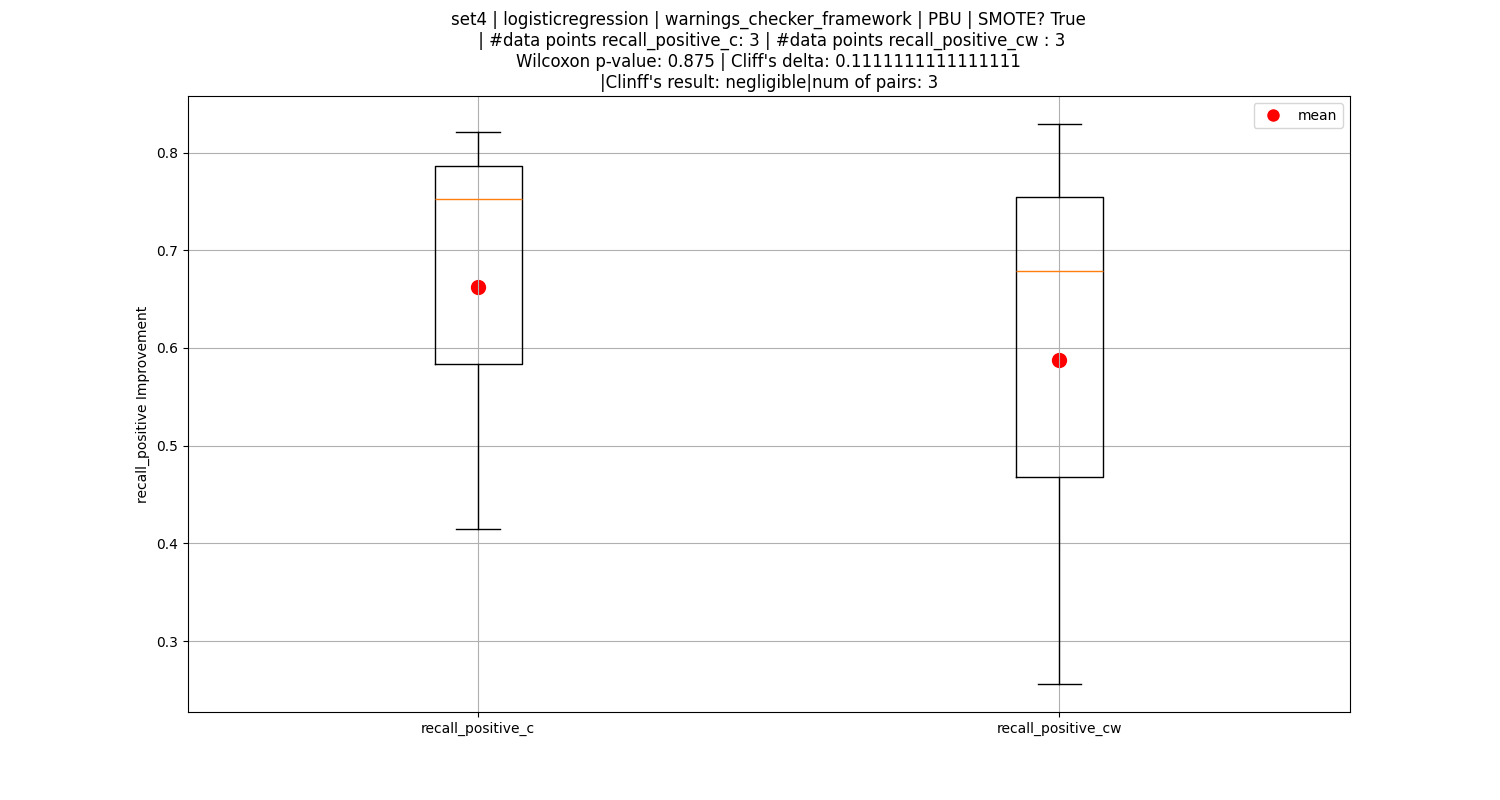 set4 | logisticregression | warnings_checker_framework | PBU | SMOTE? True
| #data points recall_positive_c: 3 | #data points recall_positive_cw : 3
Wilcoxon p-value: 0.875 | Cliff's delta: 0.1111111111111111
|Clinff's result: negligible|num of pairs: 3
mean
0.8
0.7
0.6
0.5
0.4
0.3
recall_positive Improvement
recall_positive_c
recall_positive_cw